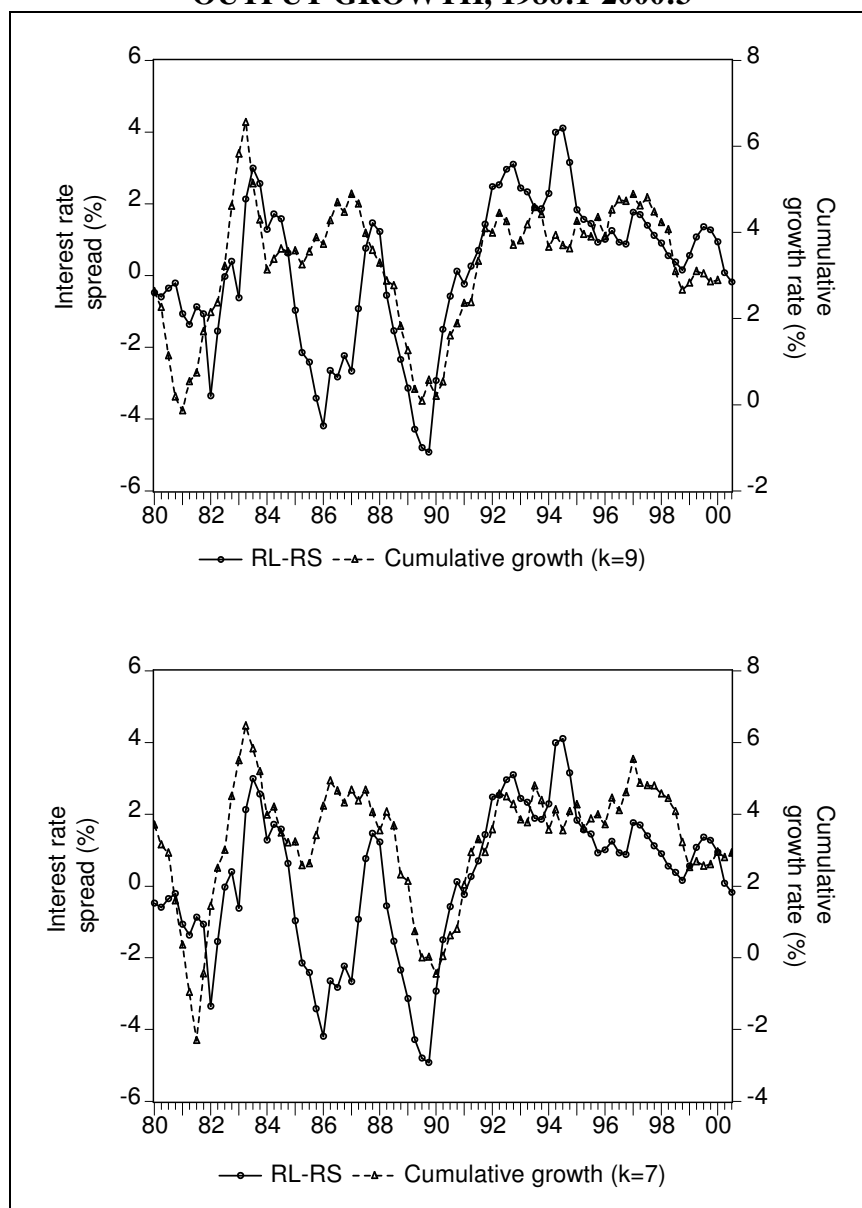 OUTPUT GROWTH, 1980:1-2000:3
6
4
2
0
-2
-4
-6
Interest rate
spread (%)
8
6
4
2
0
-2
Cumulative
growth rate (%)
80 82 84 86 88 90 92 94 96 98 00
RL-RS Cumulative growth (k=9)
6
4
2
0
-2
-4
-6
Interest rate
spread (%)
8
6
4
2
0
-2
-4
Cumulative
growth rate (%)
80 82 84 86 88 90 92 94 96 98 00
RL-RS Cumulative growth (k=7)